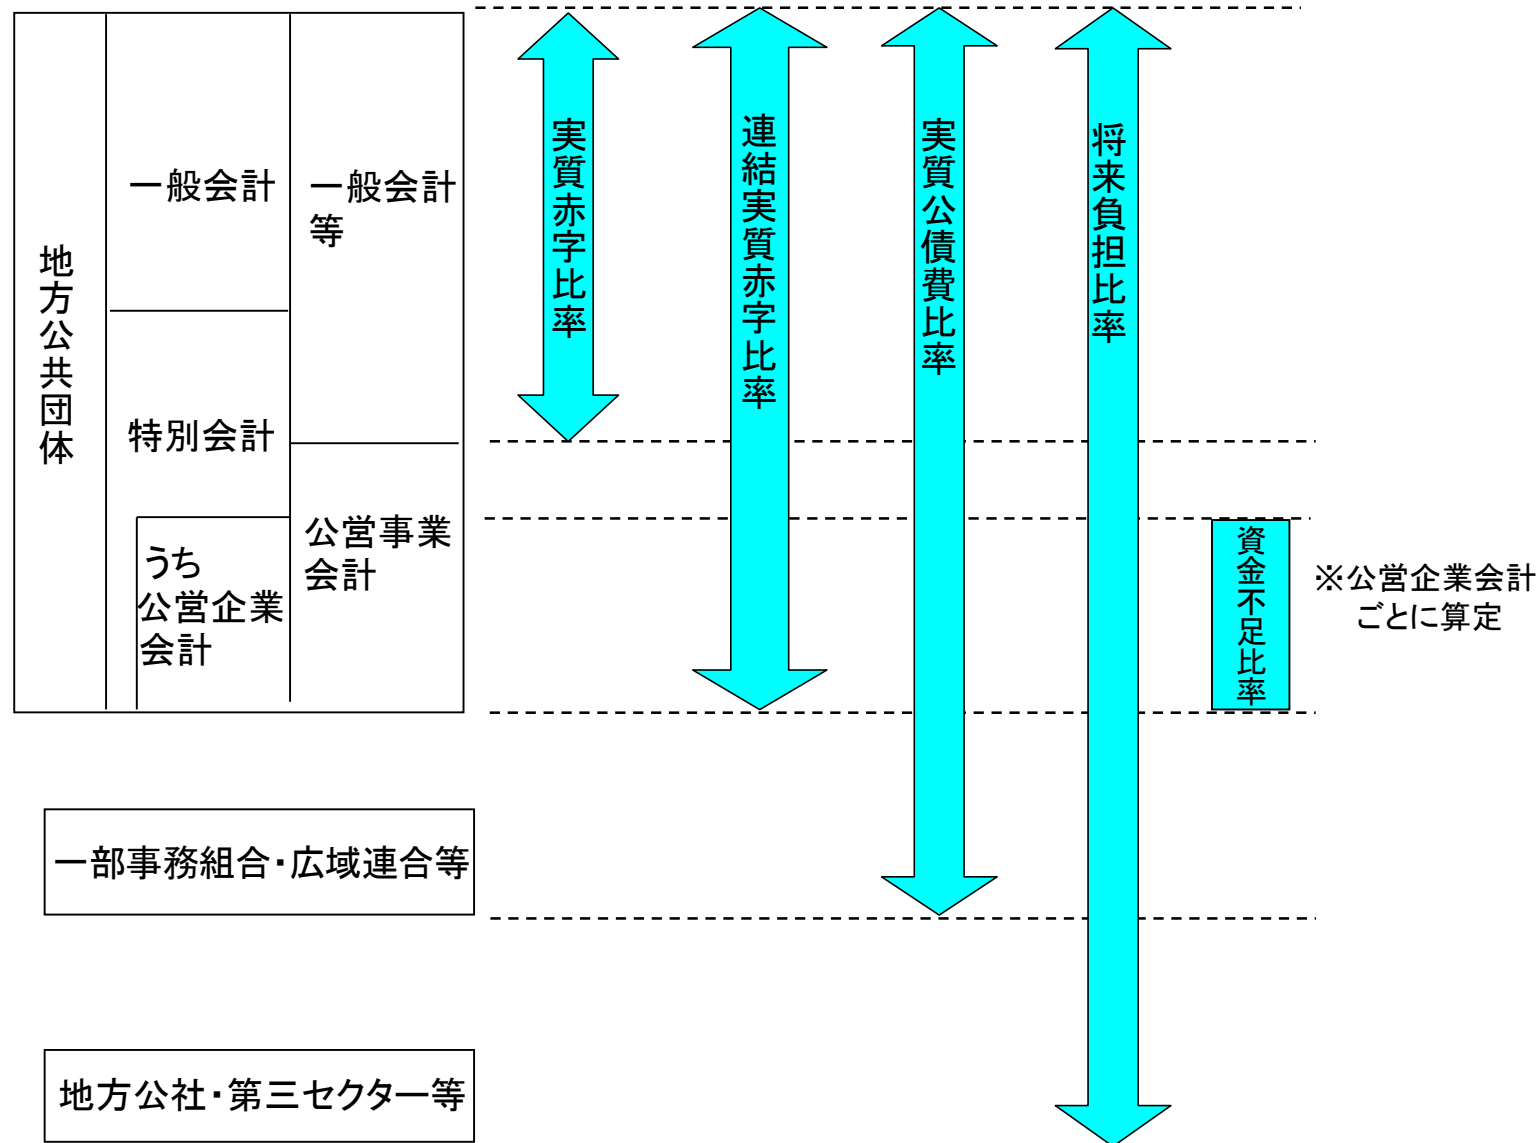 地方公共団体
一般会計
特別会計
うち
公営企業
会計
一般会計
等
公営事業
会計
実質赤字比率
連結実質赤字比率
実質公債費比率
将来負担比率
資金不足比率
※公営企業会計
ごとに算定
一部事務組合・広域連合等
地方公社・第三セクター等